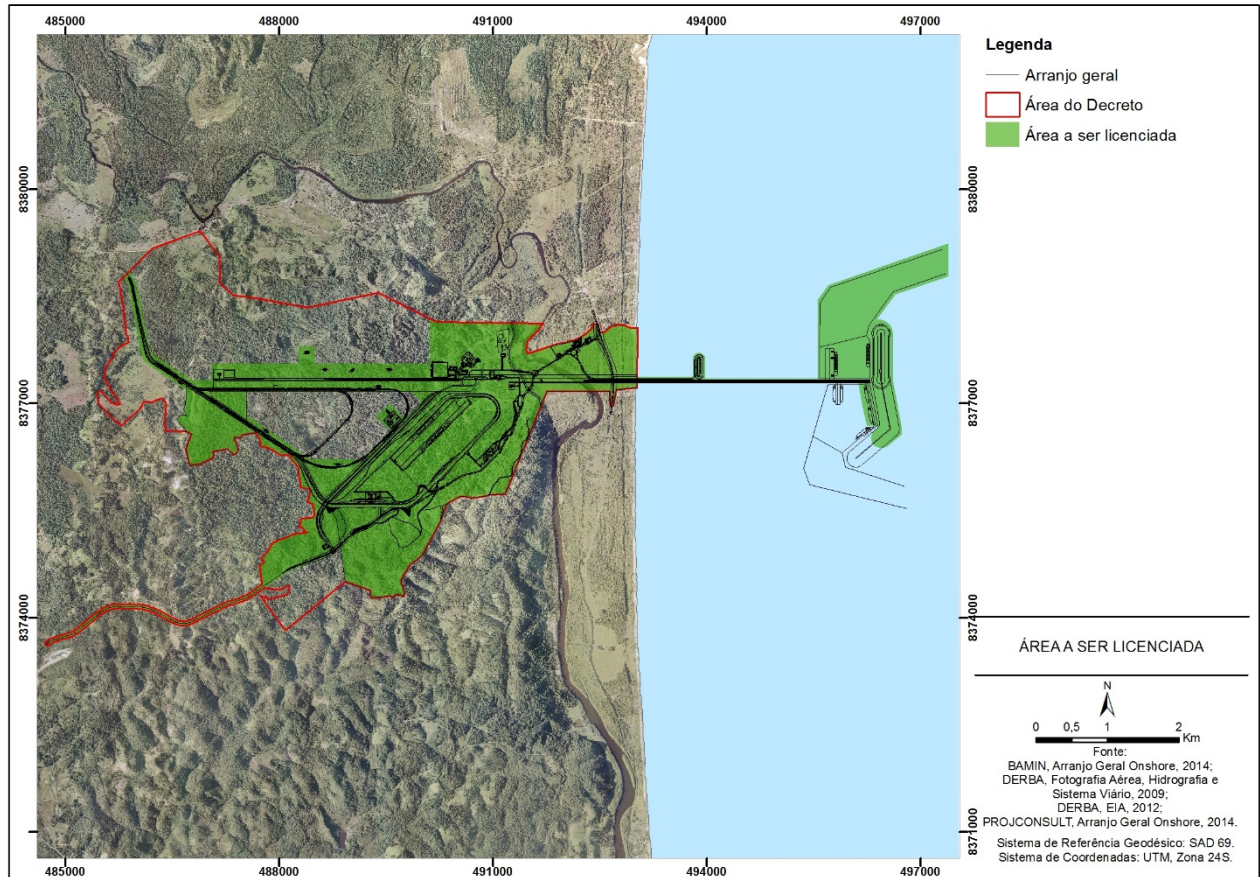 485000 488000 491000 494000 497000
Legenda
Arranjo geral
Área do Decreto
Área a ser licenciada
8380000 8380000
8377000 8377000
8374000 8374000
ÁREA A SER LICENCIADA
N
0 0,5 1 2
Km
Fonte:
BAMIN, Arranjo Geral Onshore, 2014;
DERBA, Fotografia Aérea, Hidrografia e
Sistema Viário, 2009;
DERBA, EIA, 2012;
PROJCONSULT, Arranjo Geral Onshore, 2014.
8371000
Sistema de Referência Geodésico: SAD 69.
Sistema de Coordenadas: UTM, Zona 24S.
485000 488000 491000 494000 497000